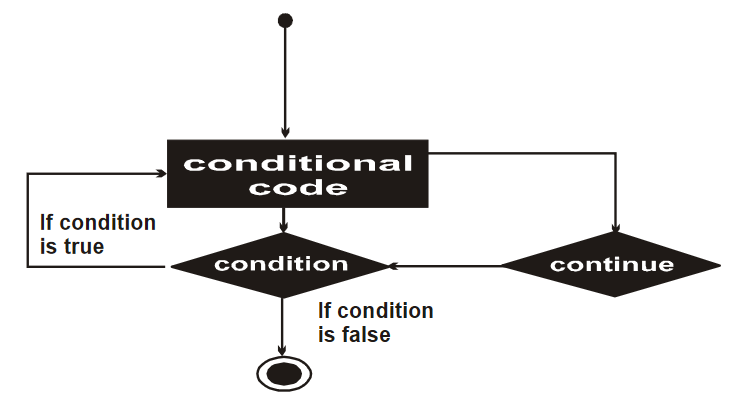 conditional
code
If condition
is true
condition
continue
If condition
is false